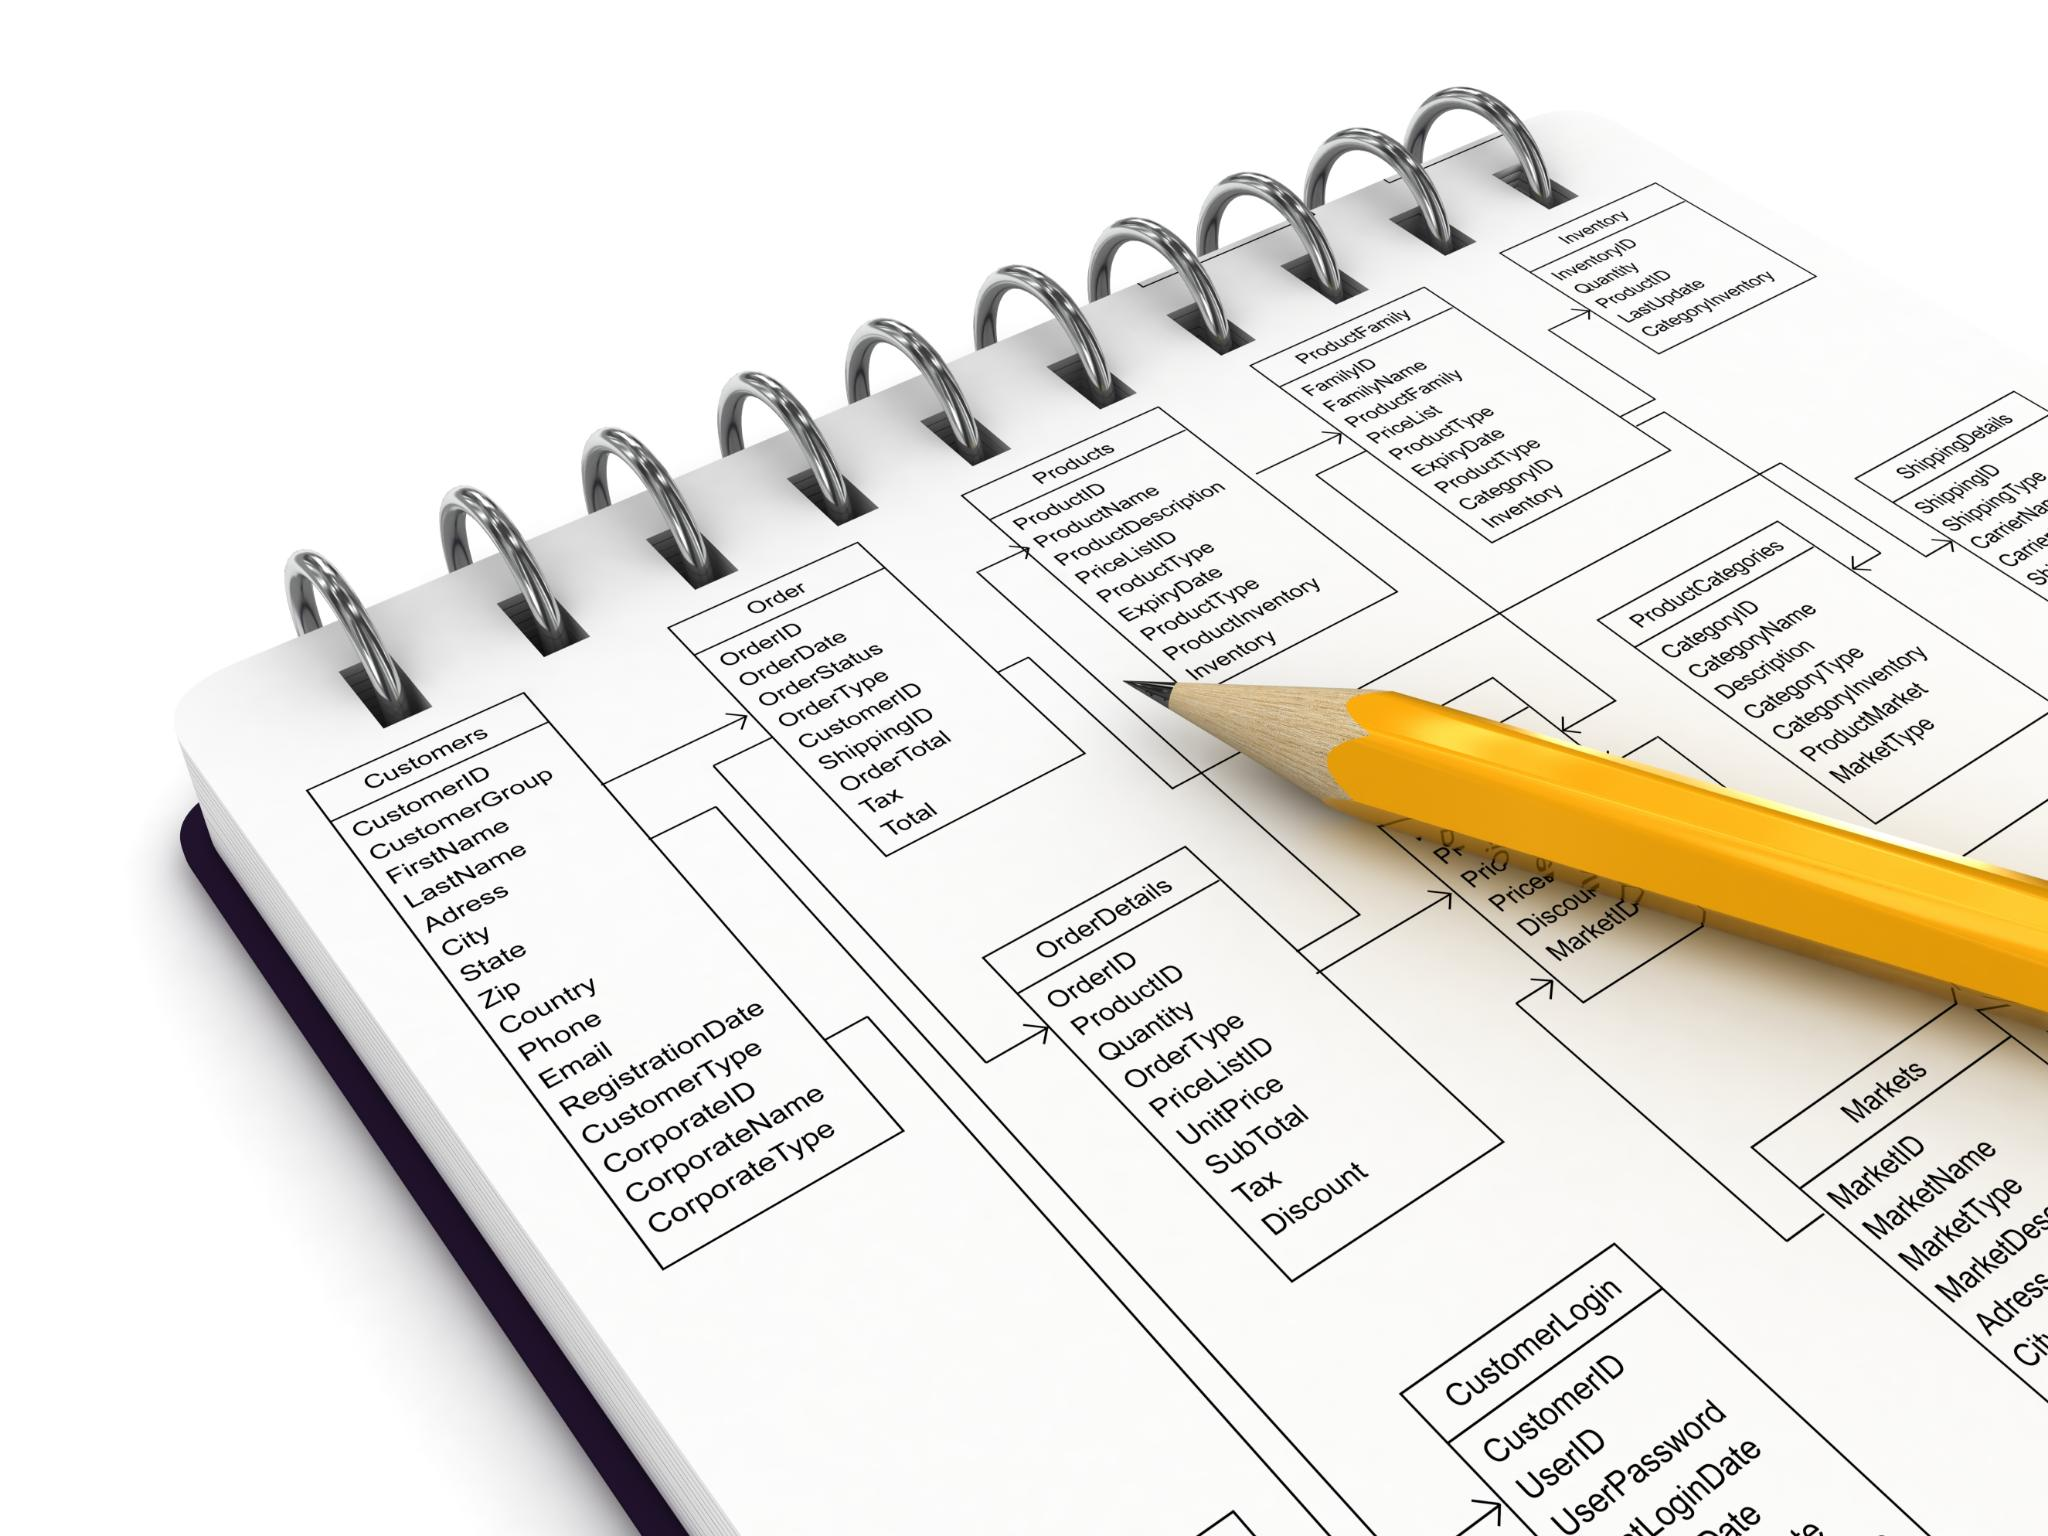 Customers
CustomerID
CustomerGroup
FirstName
LastName
Adress
City
State
Zip
Country
Phone
Email
RegistrationDate
CustomerType
CorporateID
CorporateName
CorporateType
Order
OrderID
OrderDate
OrderStatus
OrderType
CustomerID
ShippingID
OrderTotal
Tax
Total
Products
ProductID
ProductName
ProductDescription
PriceListID
ProductType
ExpiryDate
ProductType
ProductInventory
Inventory
ProductFamily
FamilyID
FamilyName
ProductFamily
PriceList
ProductType
ExpiryDate
ProductType
CategoryID
Inventory
Inventory
InventoryID
Quantity
ProductID
LastUpdate
CategoryInventory
ShippingDetails
ShippingID
ShippingType
ProductCategories
CategoryID
CategoryName
Description
CategoryType
CategoryInventory
ProductMarket
MarketType
OrderDetails
OrderID
ProductID
Quantity
OrderType
PriceListID
UnitPrice
SubTotal
Tax
Discount
MarketID
Markets
MarketID
MarketName
MarketType
Adress
CustomerLogin
CustomerID
UserID
UserPassword